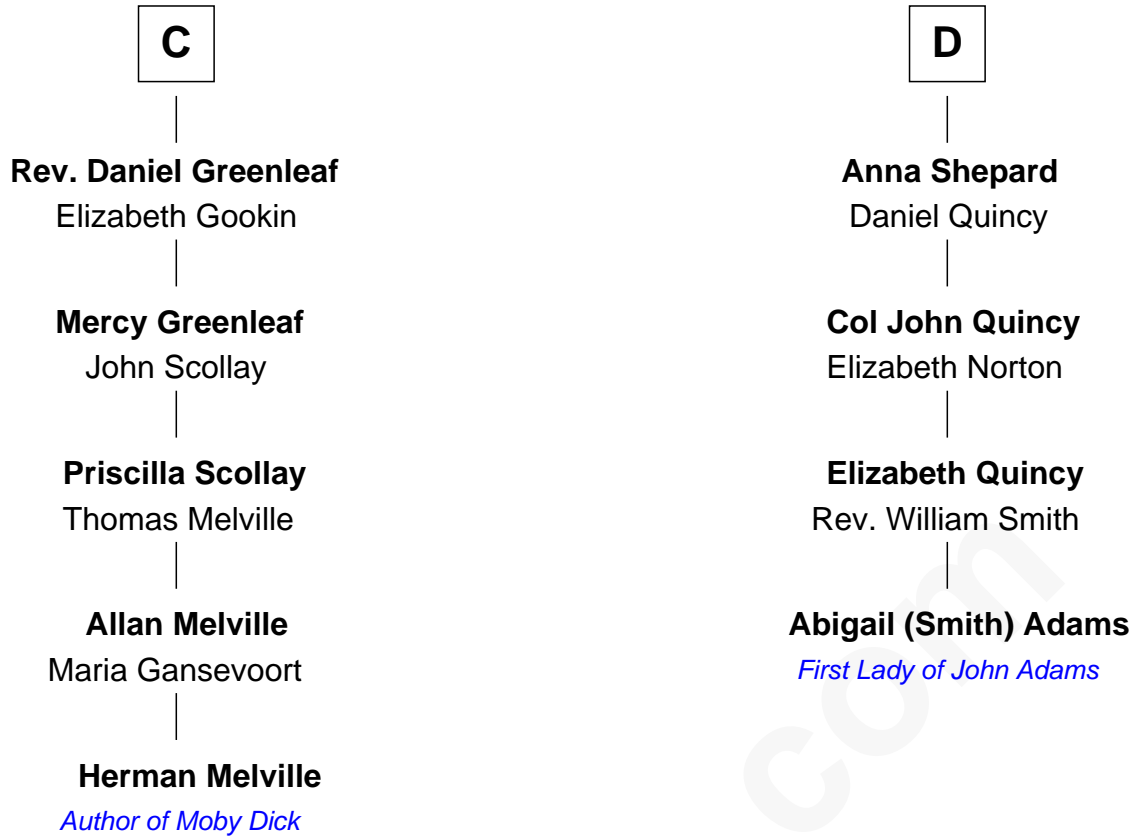 C
Rev. Daniel Greenleaf
Elizabeth Gookin
Mercy Greenleaf
John Scollay
Priscilla Scollay
Thomas Melville
Allan Melville
Maria Gansevoort
Herman Melville
Author of Moby Dick
D
Anna Shepard
Daniel Quincy
Col John Quincy
Elizabeth Norton
Elizabeth Quincy
Rev. William Smith
Abigail (Smith) Adams
First Lady of John Adams
com